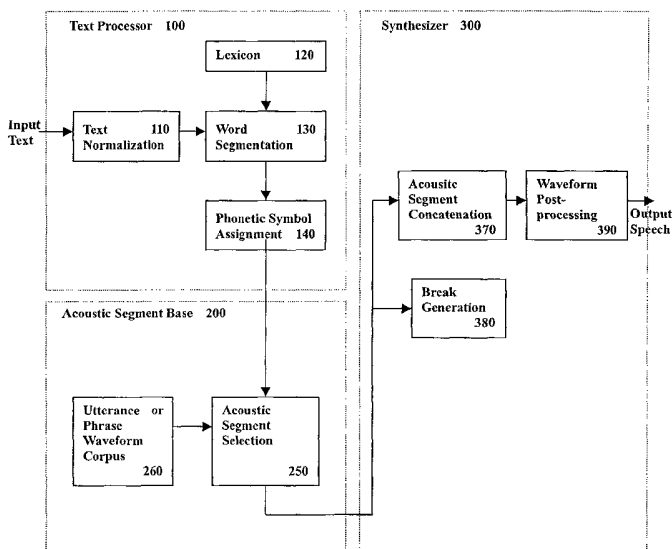 Text Processor 100
Lexicon 120
Input
Text
Text 110
Normalization
Word 130
Segmentation
Phonetic Symbol
Assignment 140
Acoustic Segment Base 200
Utterance or
Phrase
Waveform
Corpus
260
Acoustic
Segment
Selection
250
Synthesizer 300
Acousitc
Segment
Concatenation
370
Waveform
Post-
processing
390
Output
Speech
Break
Generation
380